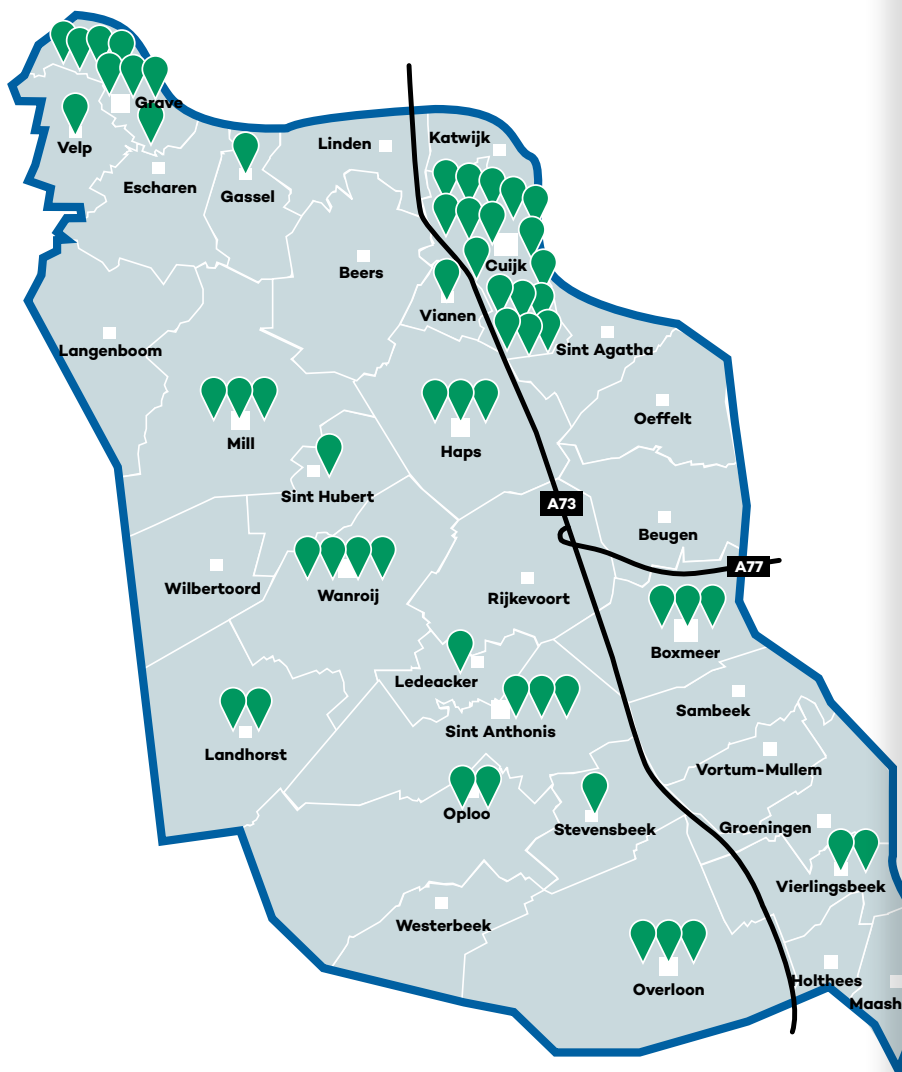 Grave
Linden
Katwijk
Velp
Escharen
Gassel
Cuijk
Beers
Vianen
Langenboom
Sint Agatha
Oeffelt
Mill
Haps
Sint Hubert
A73
Beugen
A77
Wilbertoord
Wanroij
Rijkevoort
Boxmeer
Ledeacker
Sambeek
Sint Anthonis
Landhorst
Vortum-Mullem
Oploo
Stevensbeek
Groeningen
Vierlingsbeek
Westerbeek
Holthees
Overloon
Maash